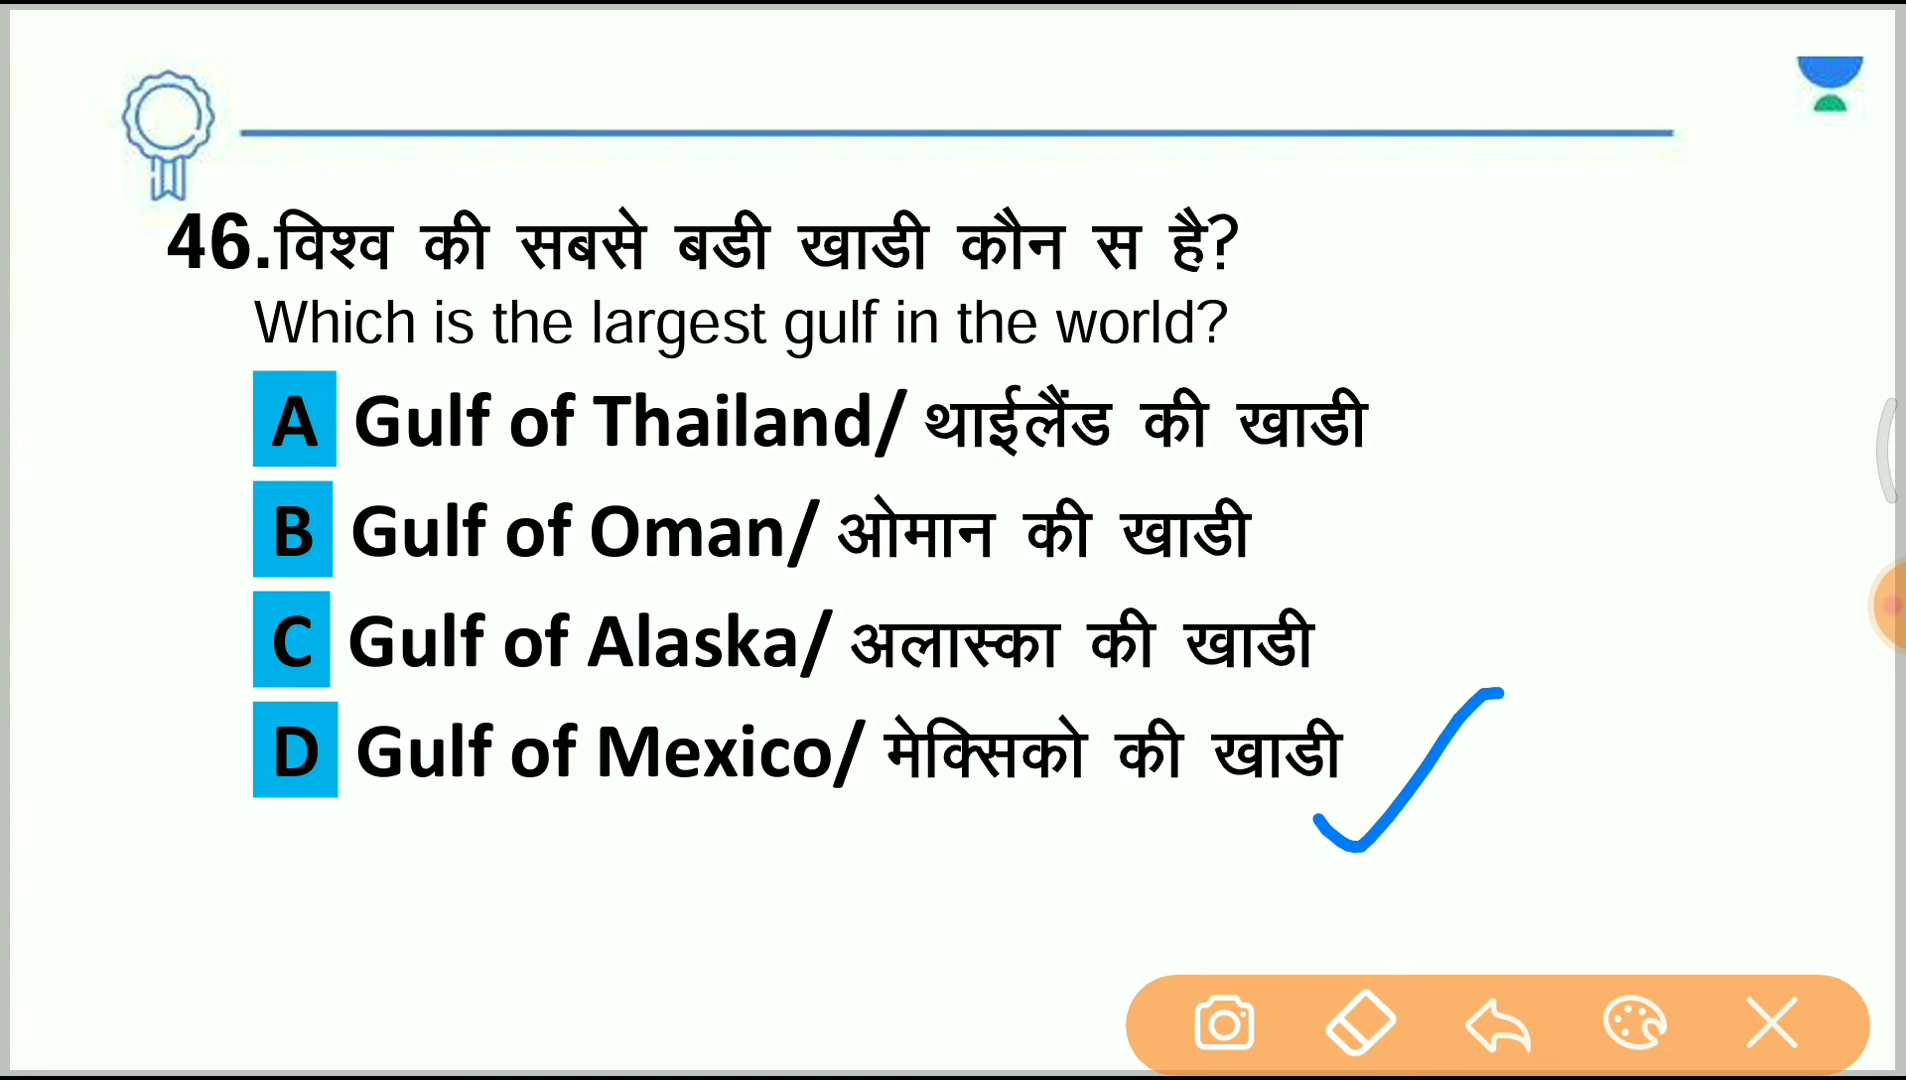 46.विश्व की सबसे बडी खाडी कौन स है?
Which is the largest gulf in the world?
A Gulf of Thailand/ थाईलैंड की खाडी
B Gulf of Oman/ ओमान की खाडी
C Gulf of Alaska/ अलास्का की खाडी
D Gulf of Mexico/ मेक्सिको की खाडी